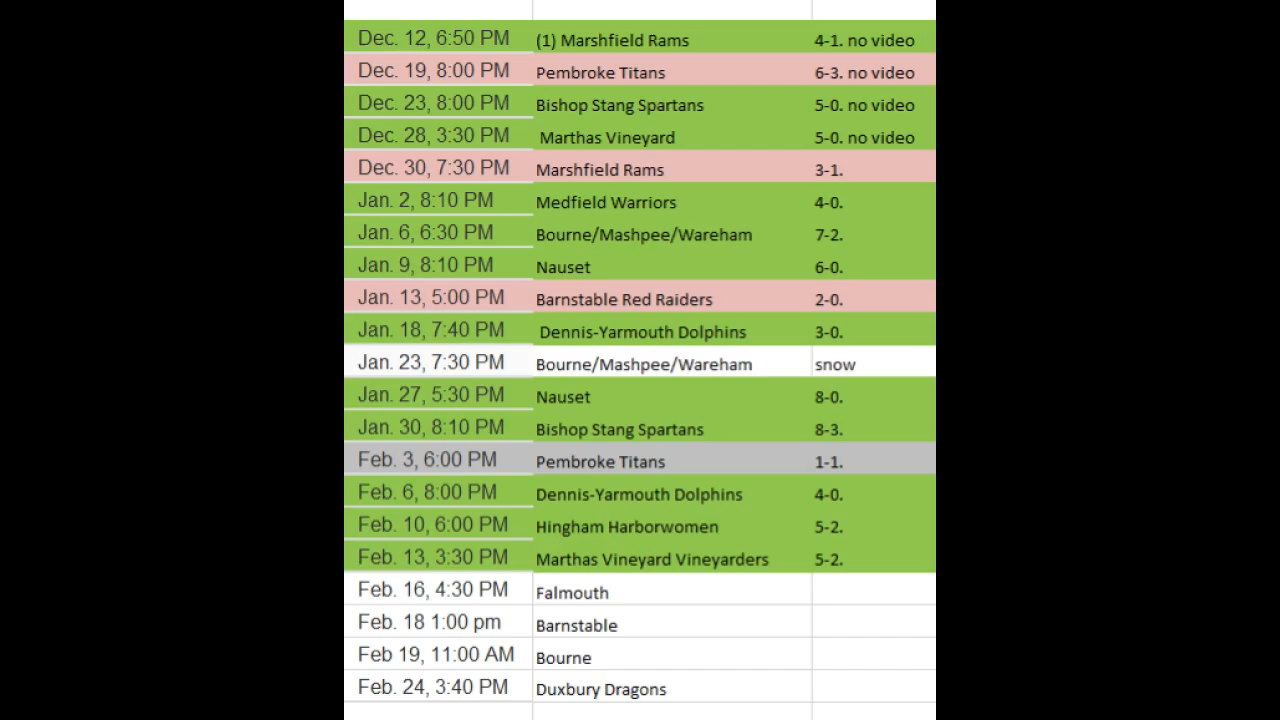 Dec. 12, 6:50 PM (1) Marshfield Rams 4-1. no video
Dec. 19, 8:00 PM Pembroke Titans 6-3. no video
Dec. 23, 8:00 PM Bishop Stang Spartans 5-0. no video
Dec. 28, 3:30 PM Marthas Vineyard 5-0. no video
Dec. 30, 7:30 PM Marshfield Rams 3-1.
Jan. 2, 8:10 PM Medfield Warriors 4-0.
Jan. 6, 6:30 PM Bourne/Mashpee/Wareham 7-2.
Jan. 9, 8:10 PM Nauset 6-0.
Jan. 13, 5:00 PM Barnstable Red Raiders 2-0.
Jan. 18, 7:40 PM Dennis-Yarmouth Dolphins 3-0.
Jan. 23, 7:30 PM Bourne/Mashpee/Wareham snow
Jan. 27, 5:30 PM Nauset 8-0.
Jan. 30, 8:10 PM Bishop Stang Spartans 8-3.
Feb. 3, 6:00 PM Pembroke Titans 1-1.
Feb. 6, 8:00 PM Dennis-Yarmouth Dolphins 4-0.
Feb. 10, 6:00 PM Hingham Harborwomen 5-2.
Feb. 13, 3:30 PM Marthas Vineyard Vineyarders 5-2.
Feb. 16, 4:30 PM Falmouth
Feb. 18 1:00 pm Barnstable
Feb 19, 11:00 AM Bourne
Feb. 24, 3:40 PM Duxbury Dragons